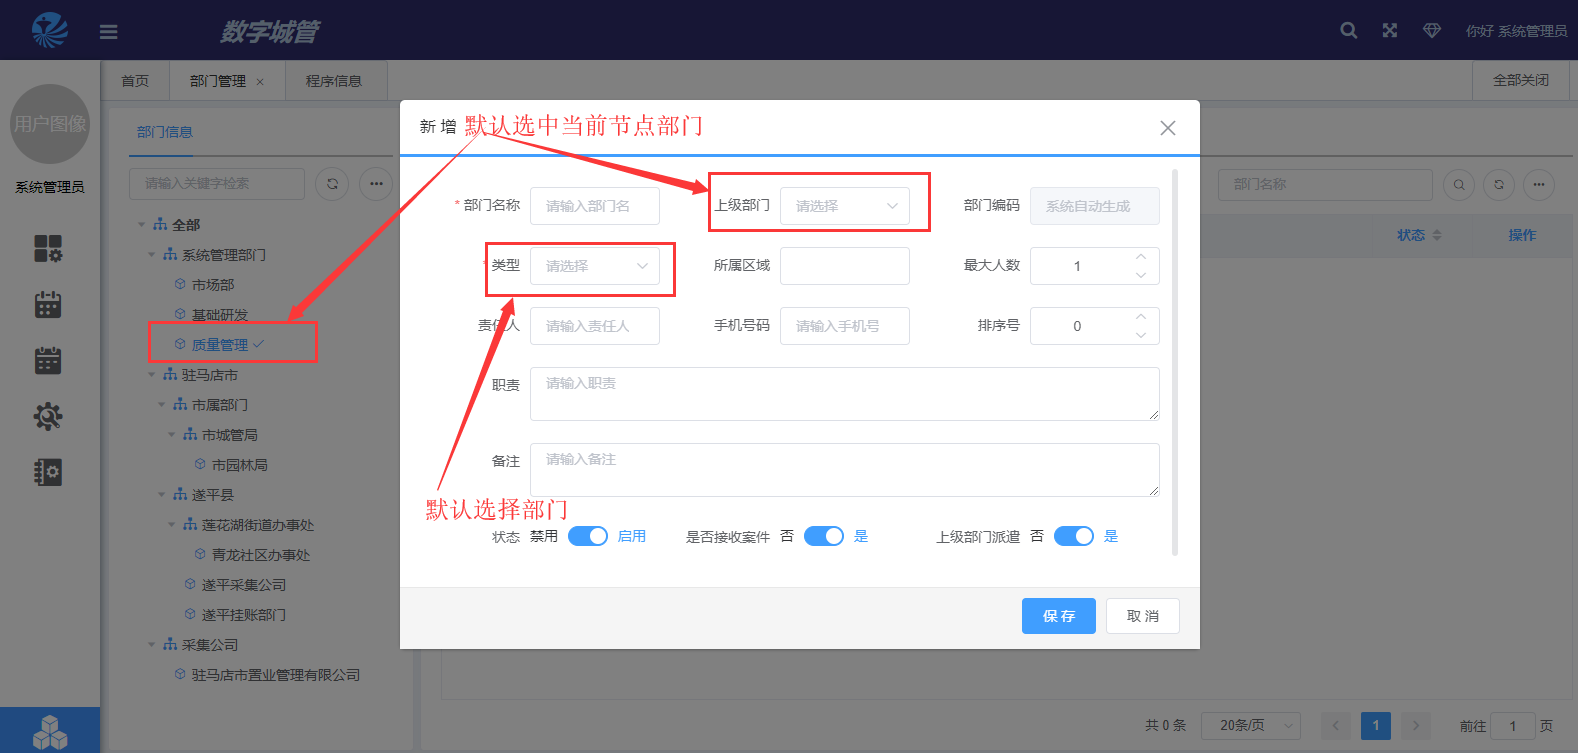 数字城管
你好 系统管理员
首页
部门管理 ×
程序信息
全部关闭
用户图像
系统管理员
部门信息
请输入关键字检索
全部
系统管理部门
市场部
基础研发
质量管理
驻马店市
市属部门
市城管局
市园林局
遂平县
莲花湖街道办事处
青龙社区办事处
遂平采集公司
遂平挂账部门
采集公司
驻马店市置业管理有限公司
新增
默认选中当前节点部门
* 部门名称 请输入部门名
上级部门 请选择
部门编码 系统自动生成
* 类型 请选择
所属区域
最大人数 1
责任人 请输入责任人
手机号码 请输入手机号
排序号 0
职责 请输入职责
备注 请输入备注
默认选择部门
状态 禁用 启用
是否接收案件 否 是
上级部门派遣 否 是
保存
取消
部门名称
状态
操作
共 0 条
20条/页
1
前往 1 页